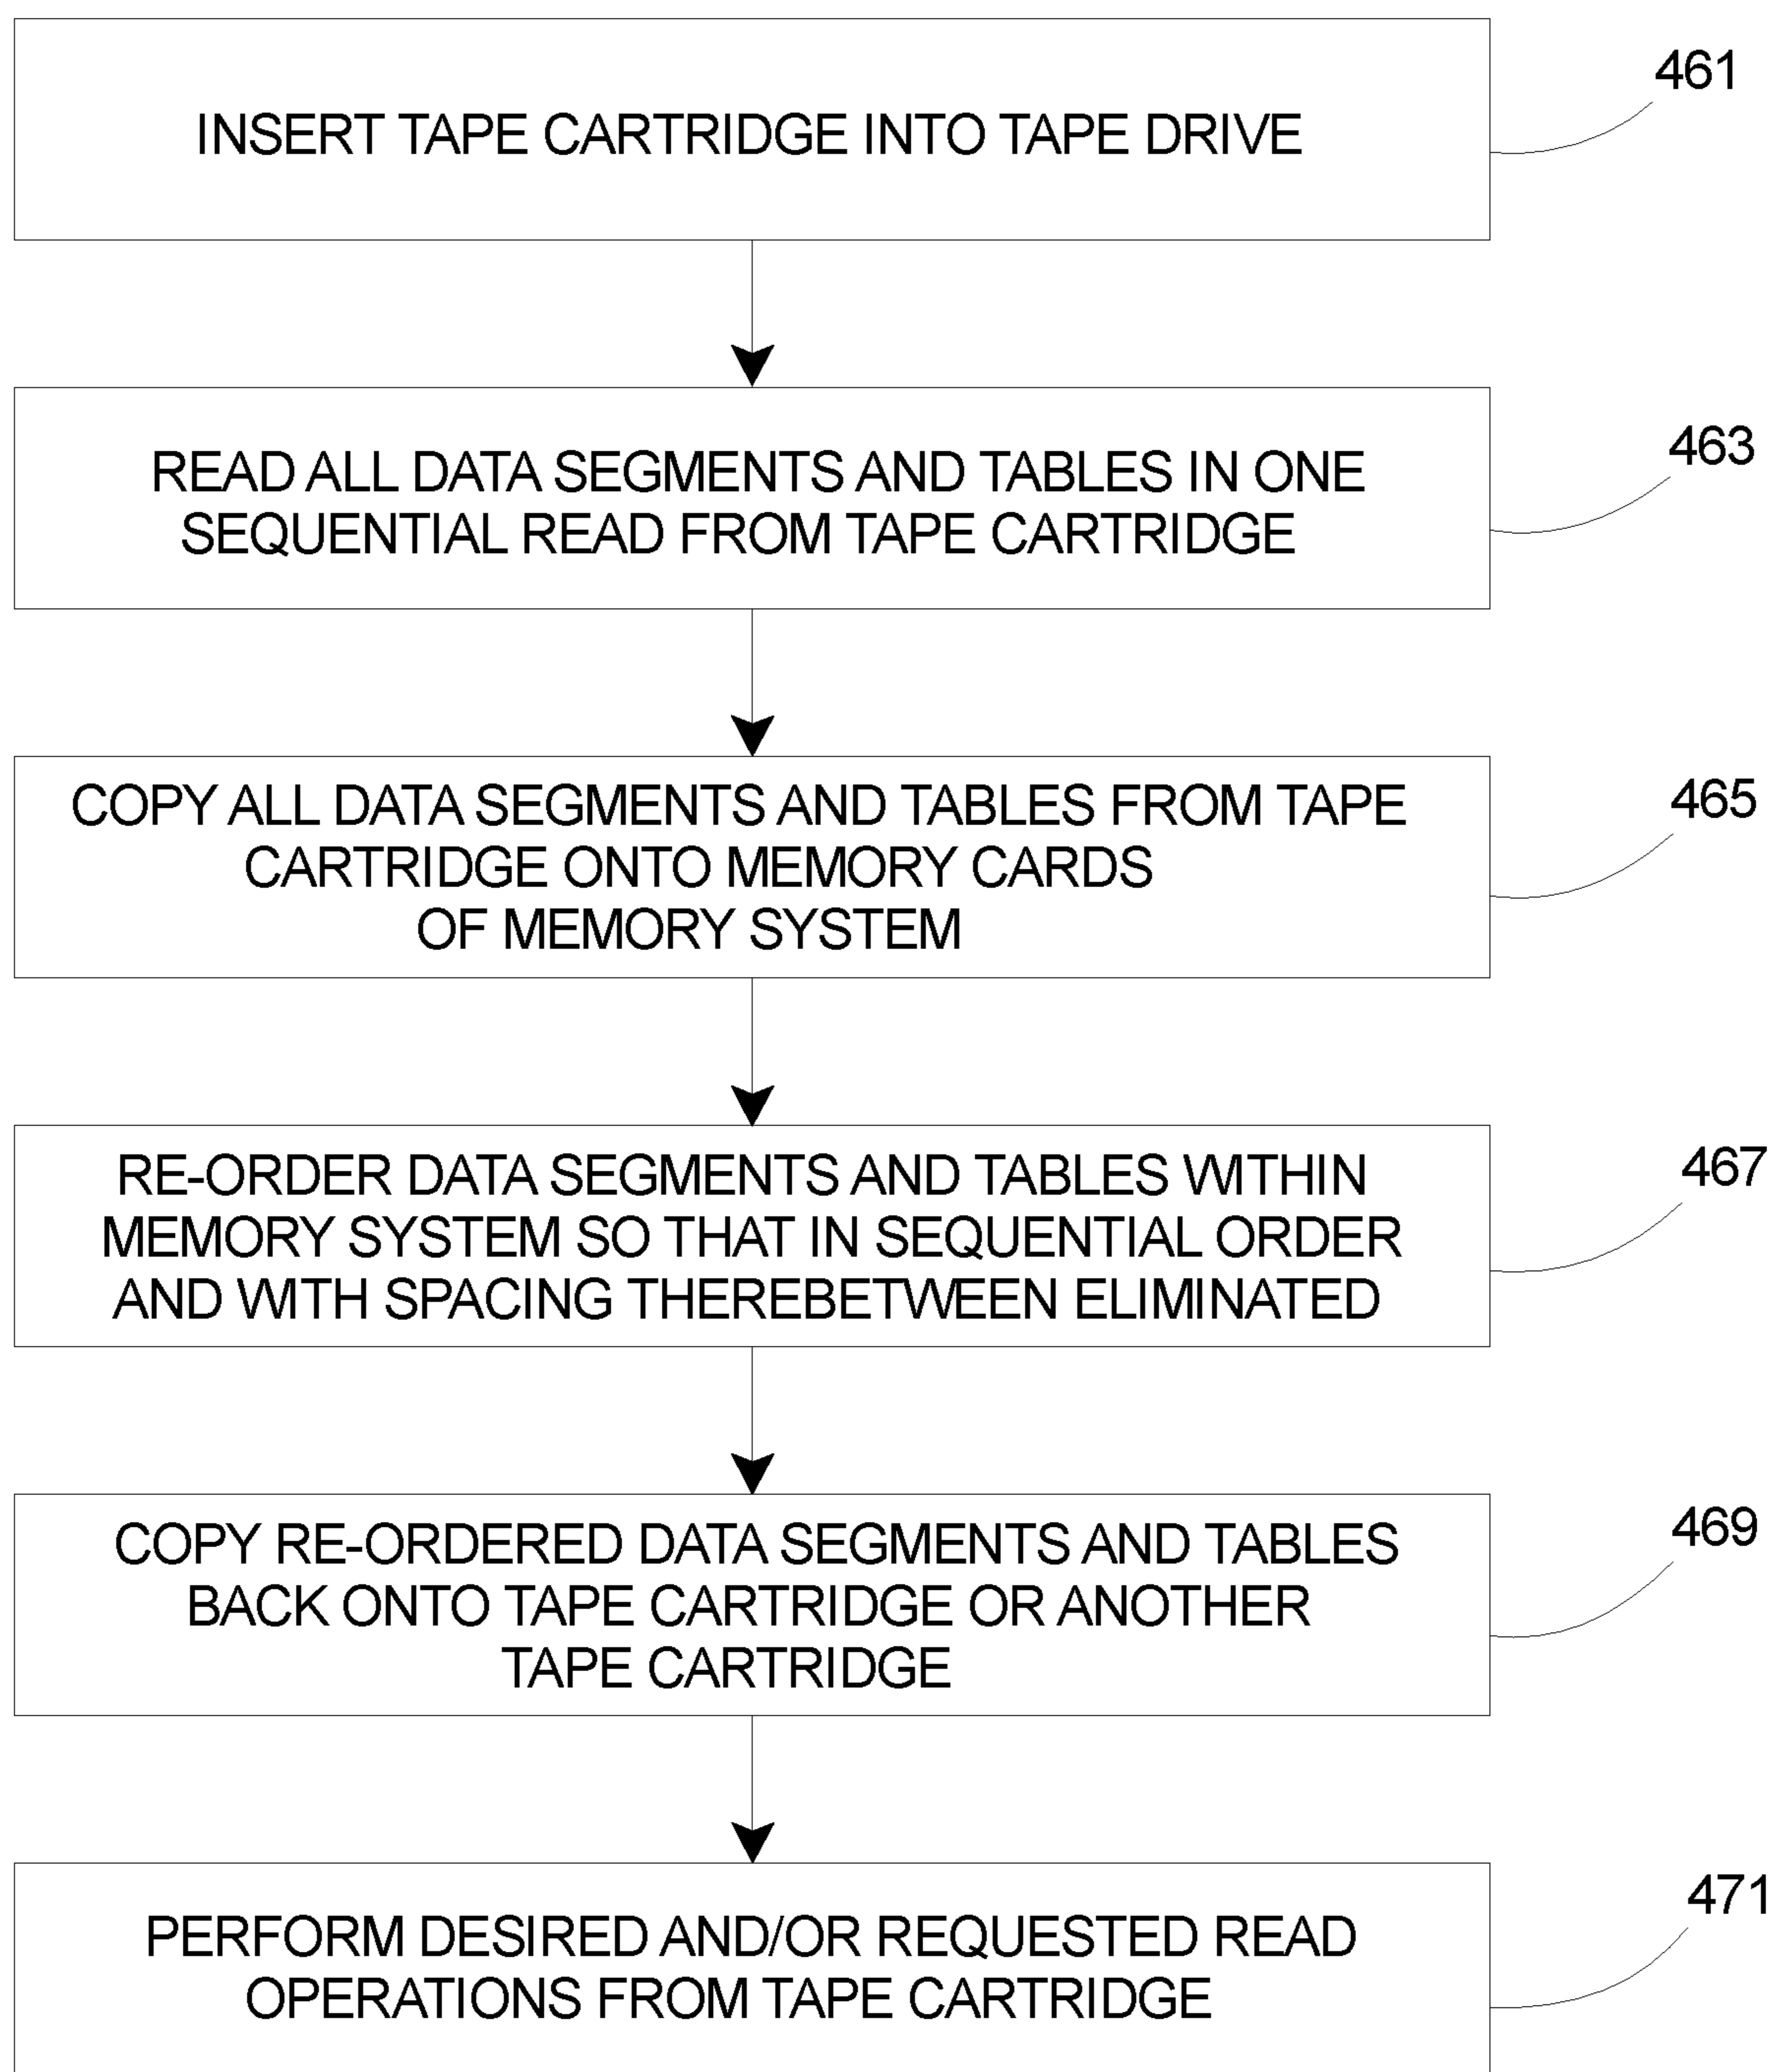 461
INSERT TAPE CARTRIDGE INTO TAPE DRIVE
463
READ ALL DATA SEGMENTS AND TABLES IN ONE
SEQUENTIAL READ FROM TAPE CARTRIDGE
465
COPY ALL DATA SEGMENTS AND TABLES FROM TAPE
CARTRIDGE ONTO MEMORY CARDS
OF MEMORY SYSTEM
467
RE-ORDER DATA SEGMENTS AND TABLES WITHIN
MEMORY SYSTEM SO THAT IN SEQUENTIAL ORDER
AND WITH SPACING THEREBETWEEN ELIMINATED
469
COPY RE-ORDERED DATA SEGMENTS AND TABLES
BACK ONTO TAPE CARTRIDGE OR ANOTHER
TAPE CARTRIDGE
471
PERFORM DESIRED AND/OR REQUESTED READ
OPERATIONS FROM TAPE CARTRIDGE